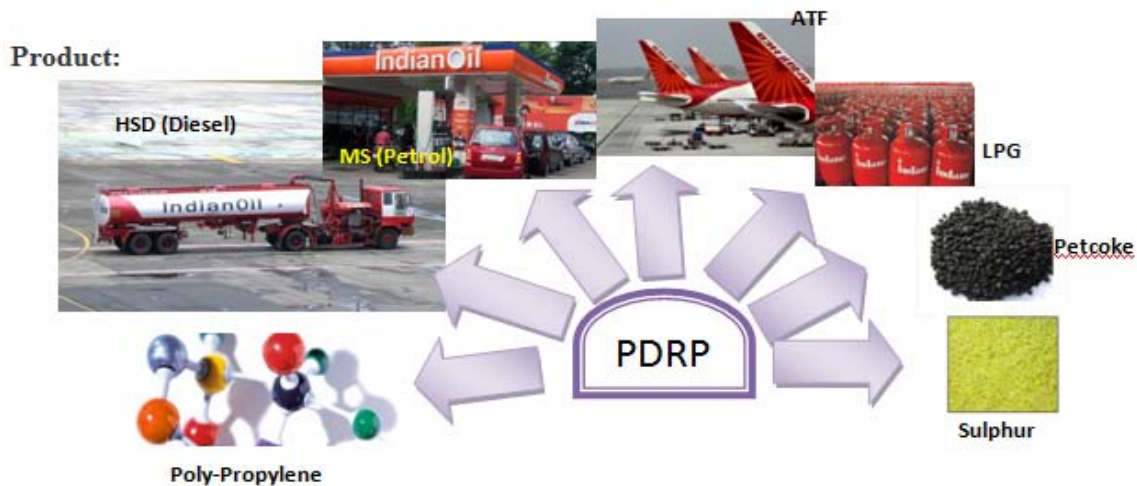 Product:
ATF
IndianOil
HSD (Diesel)
MS (Petrol)
LPG
IndianOil
Petcoke
PDRP
Sulphur
Poly-Propylene